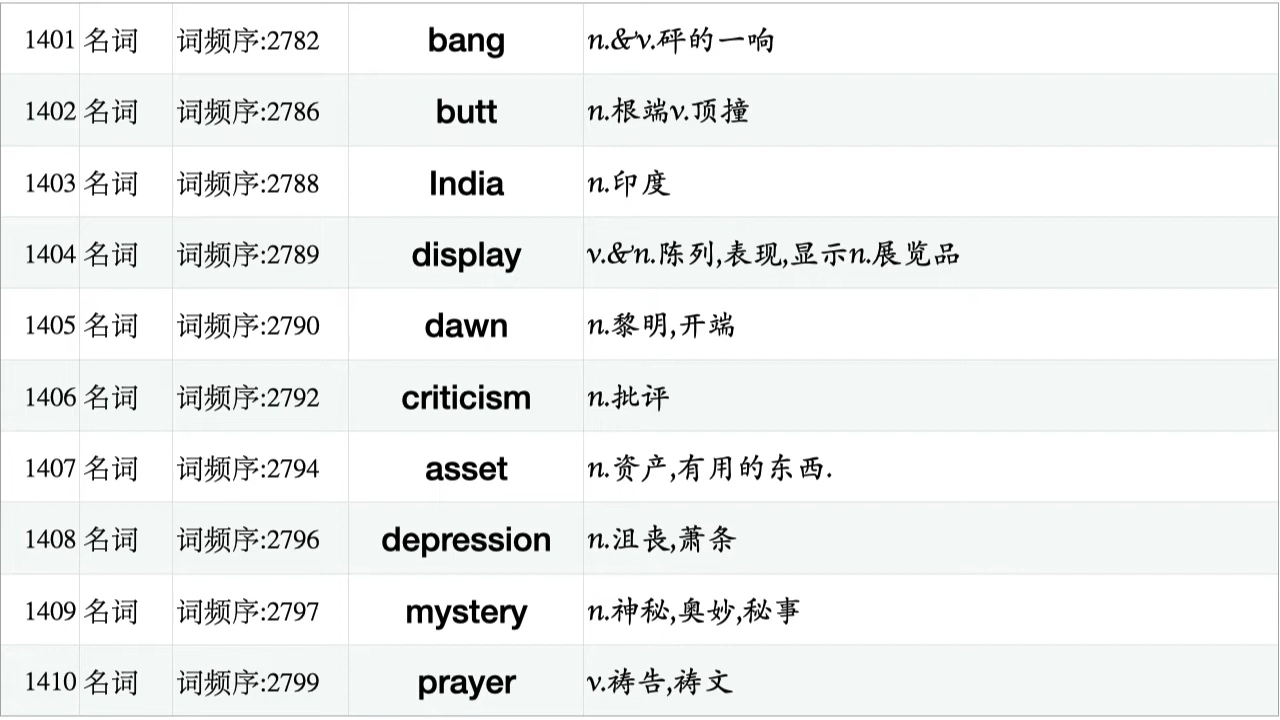 1401 名词 词频序:2782 bang n.&v.砰的一响
1402 名词 词频序:2786 butt n.根端v.顶撞
1403 名词 词频序:2788 India n.印度
1404 名词 词频序:2789 display v.&n.陈列,表现,显示n.展览品
1405 名词 词频序:2790 dawn n.黎明,开端
1406 名词 词频序:2792 criticism n.批评
1407 名词 词频序:2794 asset n.资产,有用的东西.
1408 名词 词频序:2796 depression n.沮丧,萧条
1409 名词 词频序:2797 mystery n.神秘,奥妙,秘事
1410 名词 词频序:2799 prayer v.祷告,祷文